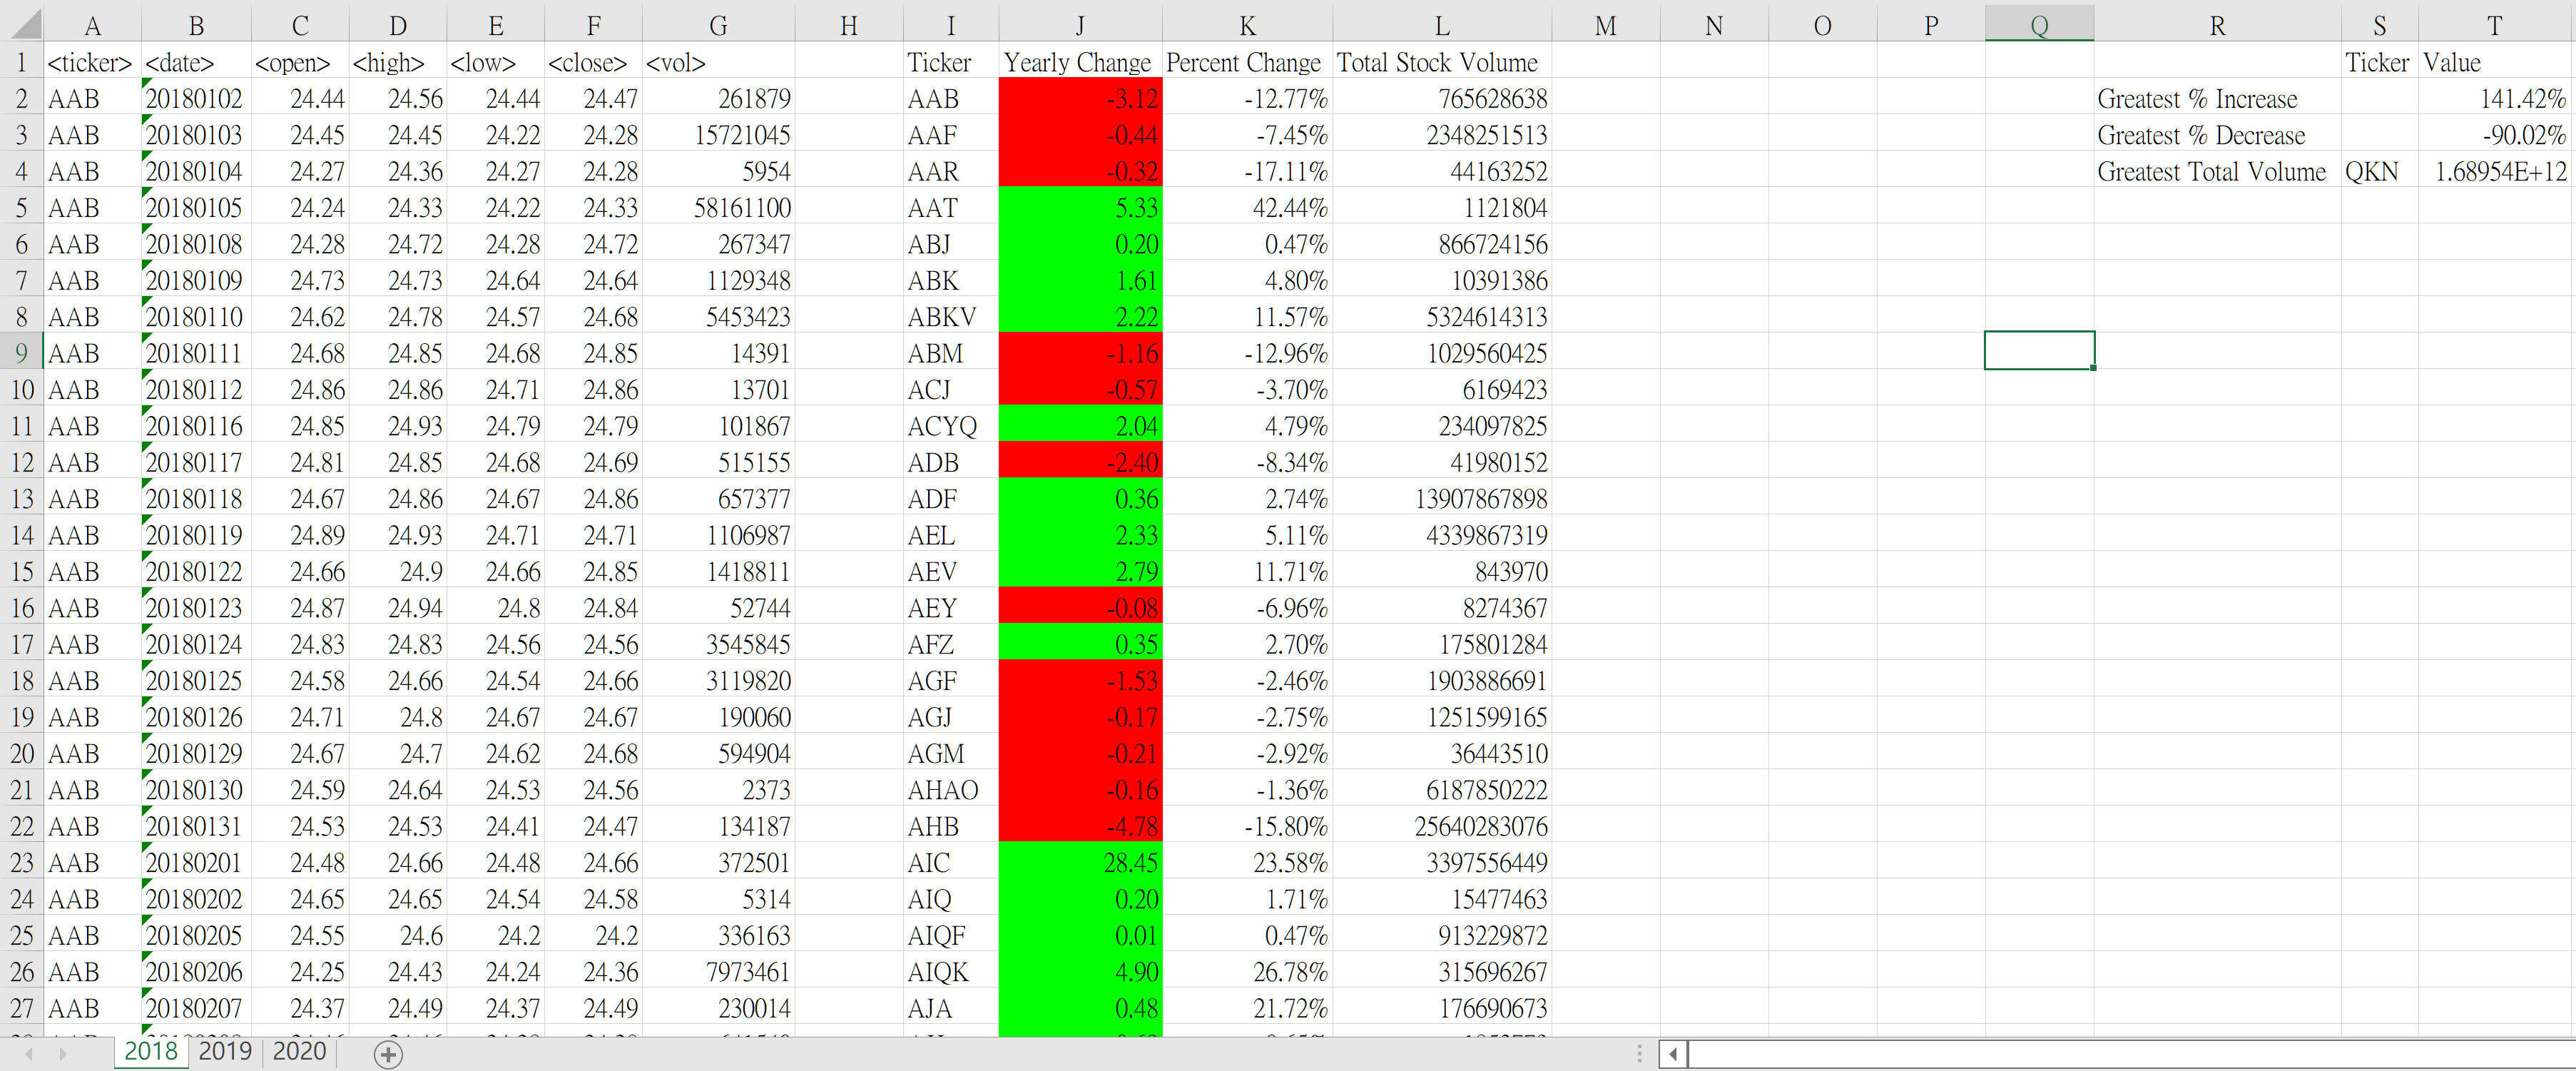 A B C D E F G H I J K L M N O P Q R S T
1 <ticker> <date> <open> <high> <low> <close> <vol> Ticker Yearly Change Percent Change Total Stock Volume Ticker Value
2 AAB 20180102 24.44 24.56 24.44 24.47 261879 AAB -3.12 -12.77% 765628638 Greatest % Increase 141.42%
3 AAB 20180103 24.45 24.45 24.22 24.28 15721045 AAF -0.44 -7.45% 2348251513 Greatest % Decrease -90.02%
4 AAB 20180104 24.27 24.36 24.27 24.28 5954 AAR -0.32 -17.11% 44163252 Greatest Total Volume QKN 1.68954E+12
5 AAB 20180105 24.24 24.33 24.22 24.33 58161100 AAT 5.33 42.44% 1121804
6 AAB 20180108 24.28 24.72 24.28 24.72 267347 ABJ 0.20 0.47% 866724156
7 AAB 20180109 24.73 24.73 24.64 24.64 1129348 ABK 1.61 4.80% 10391386
8 AAB 20180110 24.62 24.78 24.57 24.68 5453423 ABKV 2.22 11.57% 5324614313
9 AAB 20180111 24.68 24.85 24.68 24.85 14391 ABM -1.16 -12.96% 1029560425
10 AAB 20180112 24.86 24.86 24.71 24.86 13701 ACJ -0.57 -3.70% 6169423
11 AAB 20180116 24.85 24.93 24.79 24.79 101867 ACYQ 2.04 4.79% 234097825
12 AAB 20180117 24.81 24.85 24.68 24.69 515155 ADB -2.40 -8.34% 41980152
13 AAB 20180118 24.67 24.86 24.67 24.86 657377 ADF 0.36 2.74% 13907867898
14 AAB 20180119 24.89 24.93 24.71 24.71 1106987 AEL 2.33 5.11% 4339867319
15 AAB 20180122 24.66 24.9 24.66 24.85 1418811 AEV 2.79 11.71% 843970
16 AAB 20180123 24.87 24.94 24.8 24.84 52744 AEY -0.08 -6.96% 8274367
17 AAB 20180124 24.83 24.83 24.56 24.56 3545845 AFZ 0.35 2.70% 175801284
18 AAB 20180125 24.58 24.66 24.54 24.66 3119820 AGF -1.53 -2.46% 1903886691
19 AAB 20180126 24.71 24.8 24.67 24.67 190060 AGJ -0.17 -2.75% 1251599165
20 AAB 20180129 24.67 24.7 24.62 24.68 594904 AGM -0.21 -2.92% 36443510
21 AAB 20180130 24.59 24.64 24.53 24.56 2373 AHAO -0.16 -1.36% 6187850222
22 AAB 20180131 24.53 24.53 24.41 24.47 134187 AHB -4.78 -15.80% 25640283076
23 AAB 20180201 24.48 24.66 24.48 24.66 372501 AIC 28.45 23.58% 3397556449
24 AAB 20180202 24.65 24.65 24.54 24.58 5314 AIQ 0.20 1.71% 15477463
25 AAB 20180205 24.55 24.6 24.2 24.2 336163 AIQF 0.01 0.47% 913229872
26 AAB 20180206 24.25 24.43 24.24 24.36 7973461 AIQK 4.90 26.78% 315696267
27 AAB 20180207 24.37 24.49 24.37 24.49 230014 AJA 0.48 21.72% 176690673
2018 2019 2020